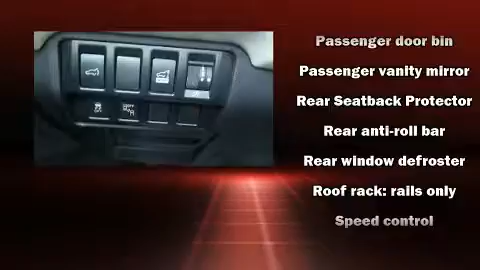 Passenger door bin
Passenger vanity mirror
Rear Seatback Protector
Rear anti-roll bar
Rear window defroster
Roof rack: rails only
Speed control